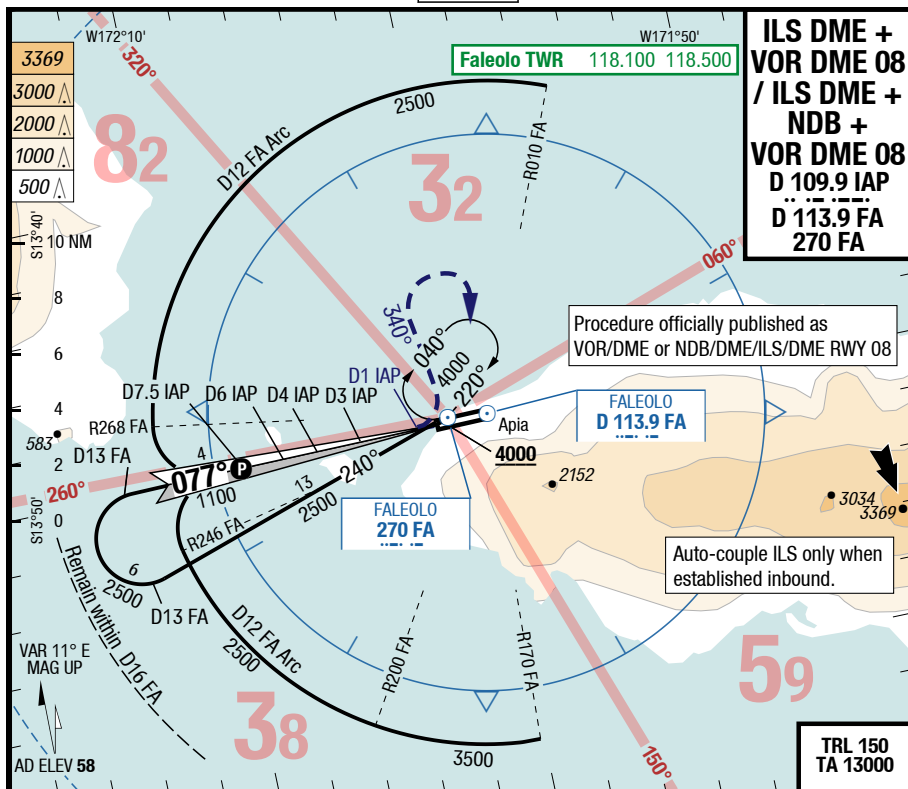 W172°10'
W171°50'
3369
3000
2000
1000
500
Faleolo TWR 118.100 118.500
ILS DME +
VOR DME 08
/ ILS DME +
NDB +
VOR DME 08
D 109.9 IAP
D 113.9 FA
270 FA
320°
2500
D12 FA Arc
R010 FA
82
32
060°
S13°40'
10 NM
8
6
4
2
0
S13°50'
340°
040°
4000
220°
Procedure officially published as
VOR/DME or NDB/DME/ILS/DME RWY 08
D1 IAP
D7.5 IAP
D6 IAP
D4 IAP
D3 IAP
FALEOLO
D 113.9 FA
Apia
4000
R268 FA
583
D13 FA
4
077°
P
1100
260°
240°
13
2500
R246 FA
2152
3034
3369
FALEOLO
270 FA
Auto-couple ILS only when
established inbound.
6
2500
D13 FA
Remain within D16 FA
D12 FA Arc
2500
R200 FA
R170 FA
VAR 11° E
MAG UP
38
59
3500
150°
AD ELEV 58
TRL 150
TA 13000